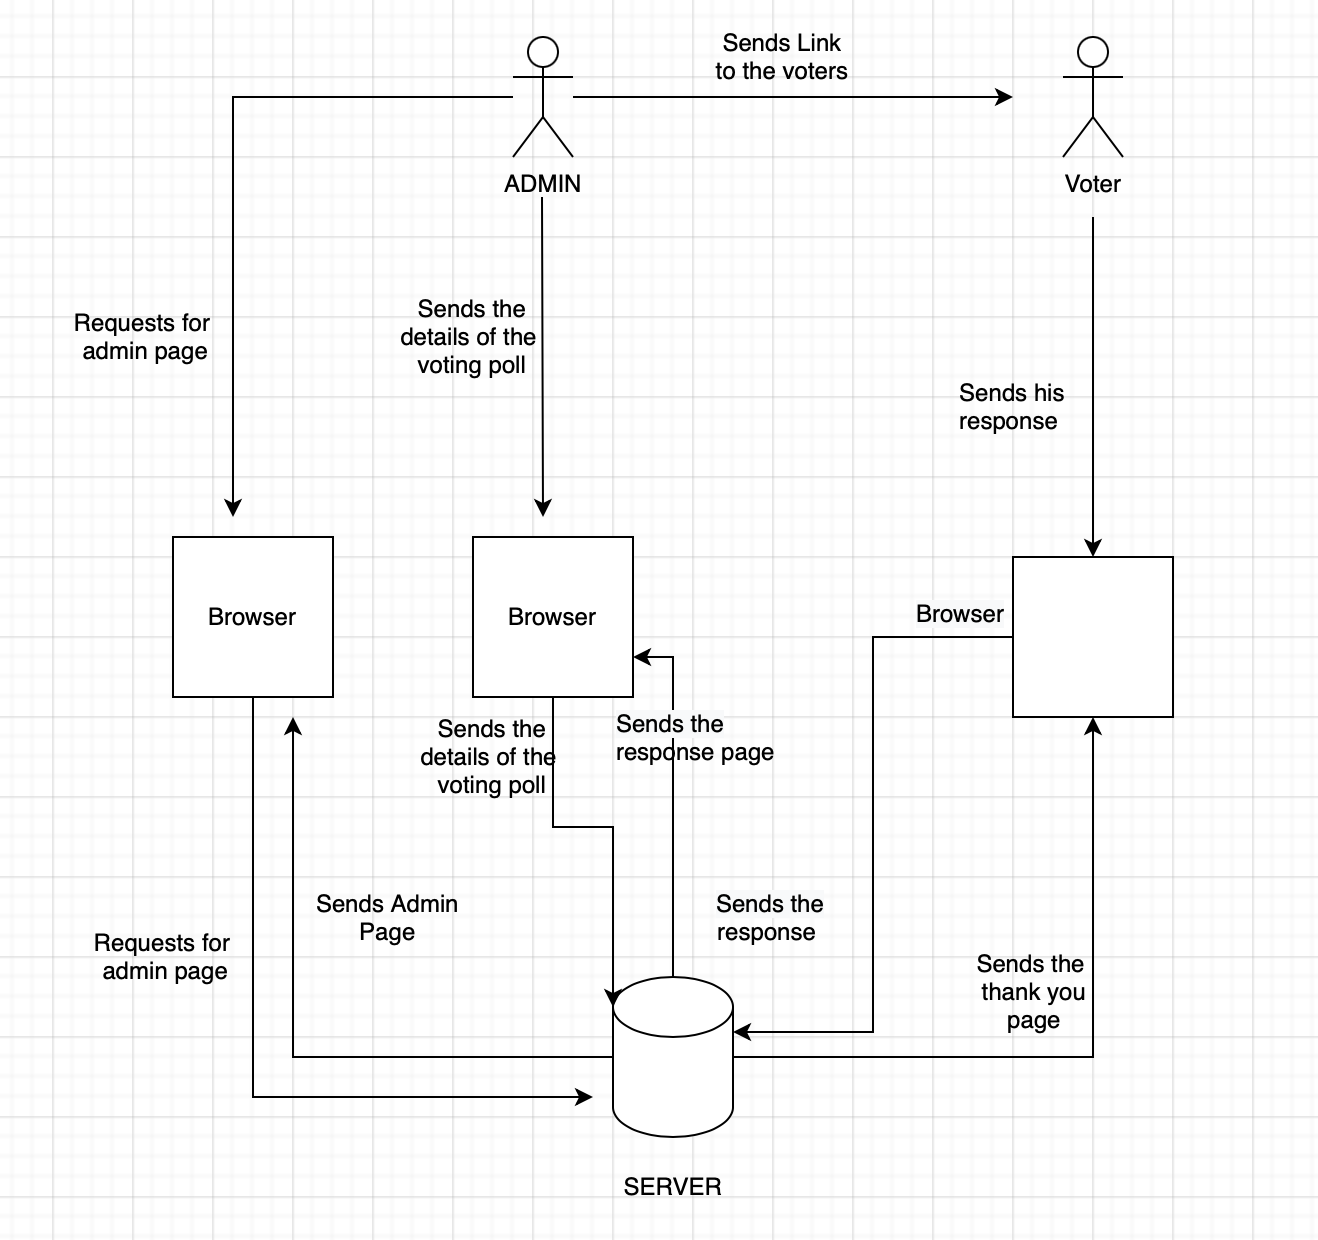 Sends Link
to the voters
ADMIN
Voter
Requests for
admin page
Sends the
details of the
voting poll
Sends his
response
Browser
Browser
Browser
Sends the
details of the
voting poll
Sends the
response page
Sends Admin
Page
Requests for
admin page
Sends the
response
Sends the
thank you
page
SERVER